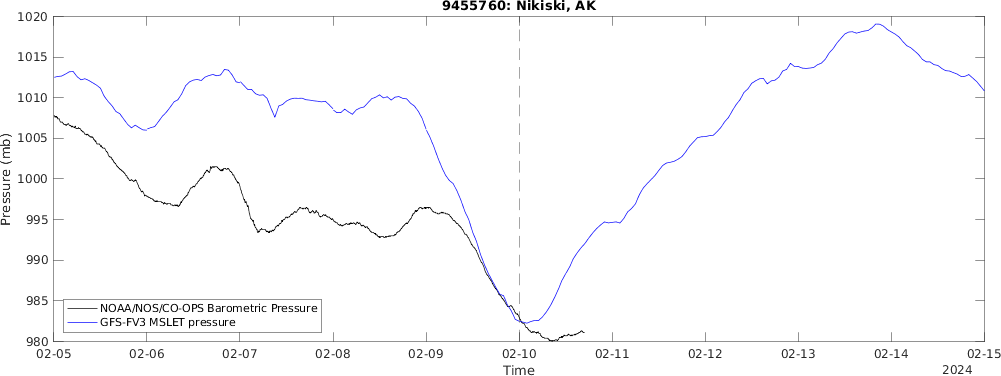 9455760: Nikiski, AK
1020
1015
1010
1005
1000
995
990
985
980
Pressure (mb)
NOAA/NOS/CO-OPS Barometric Pressure
GFS-FV3 MSLET pressure
02-05 02-06 02-07 02-08 02-09 02-10 02-11 02-12 02-13 02-14 02-15
Time
2024